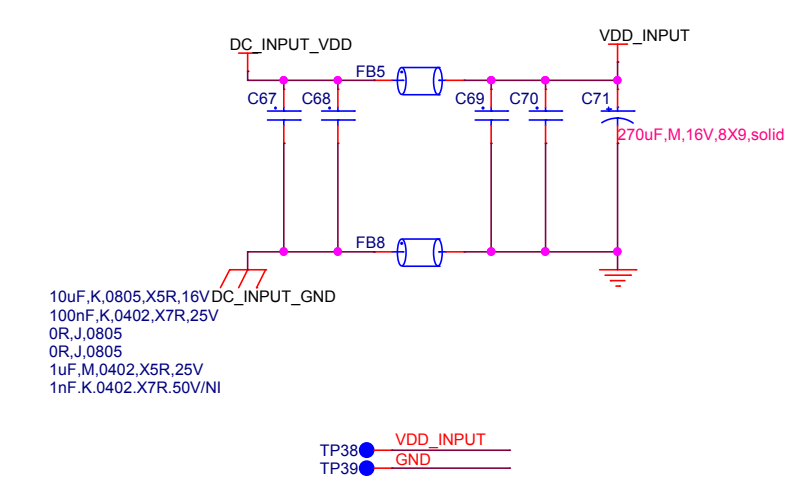 DC_INPUT_VDD
VDD_INPUT
FB5
C67
C68
C69
C70
C71
270uF,M,16V,8X9,solid
FB8
10uF,K,0805,X5R,16V
DC_INPUT_GND
100nF,K,0402,X7R,25V
0R,J,0805
0R,J,0805
1uF,M,0402,X5R,25V
1nF.K.0402.X7R.50V/NI
TP38
VDD_INPUT
TP39
GND